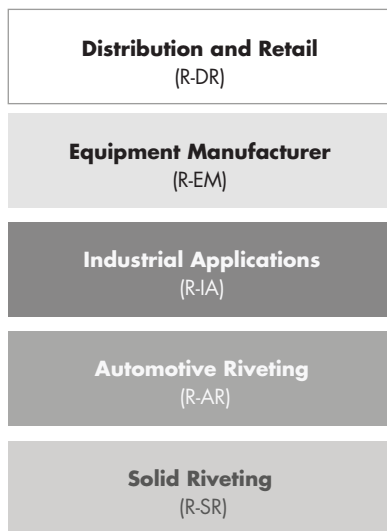 Distribution and Retail
(R-DR)
Equipment Manufacturer
(R-EM)
Industrial Applications
(R-IA)
Automotive Riveting
(R-AR)
Solid Riveting
(R-SR)